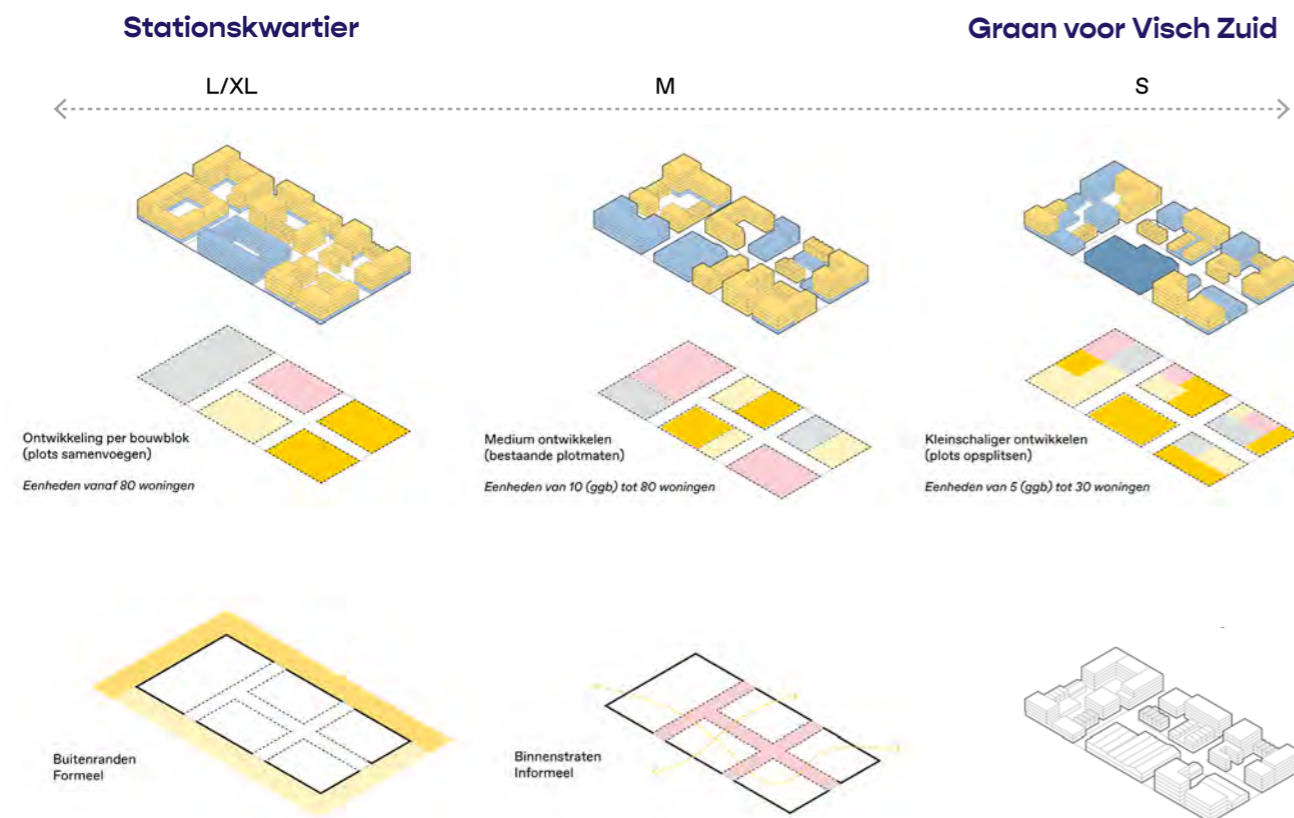 Stationskwartier
Graan voor Visch Zuid
L/XL
M
S
Ontwikkeling per bouwblok
(plots samenvoegen)
Eenheden vanaf 80 woningen
Medium ontwikkelen
(bestaande plotmaten)
Eenheden van 10 (ggb) tot 80 woningen
Kleinschaliger ontwikkelen
(plots opsplitsen)
Eenheden van 5 (ggb) tot 30 woningen
Buitenranden
Formeel
Binnenstraten
Informeel